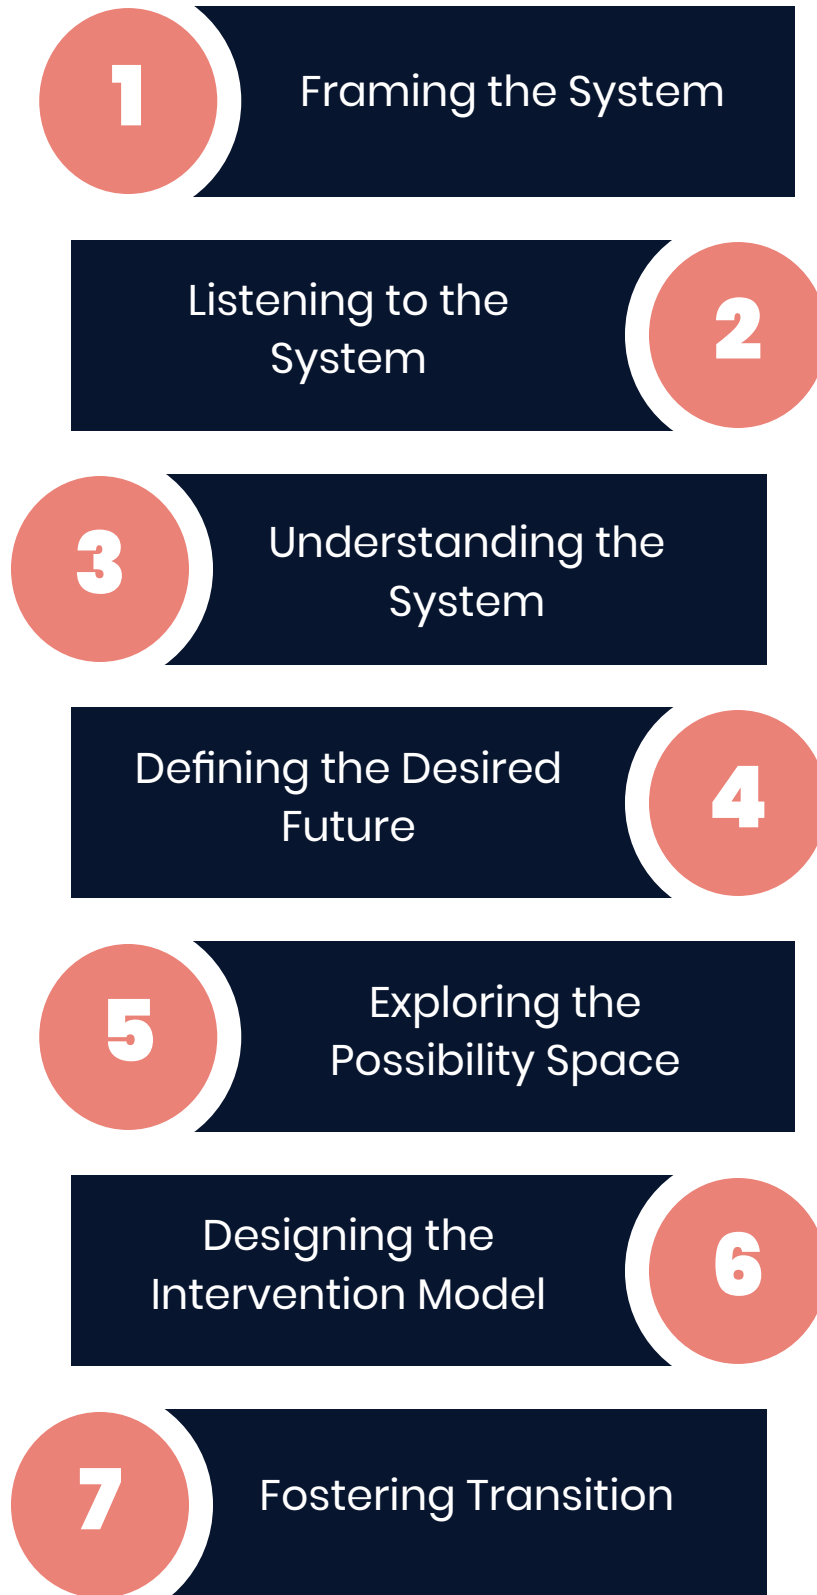 1
Framing the System
Listening to the
System
2
3
Understanding the
System
Defining the Desired
Future
4
5
Exploring the
Possibility Space
Designing the
Intervention Model
6
7
Fostering Transition